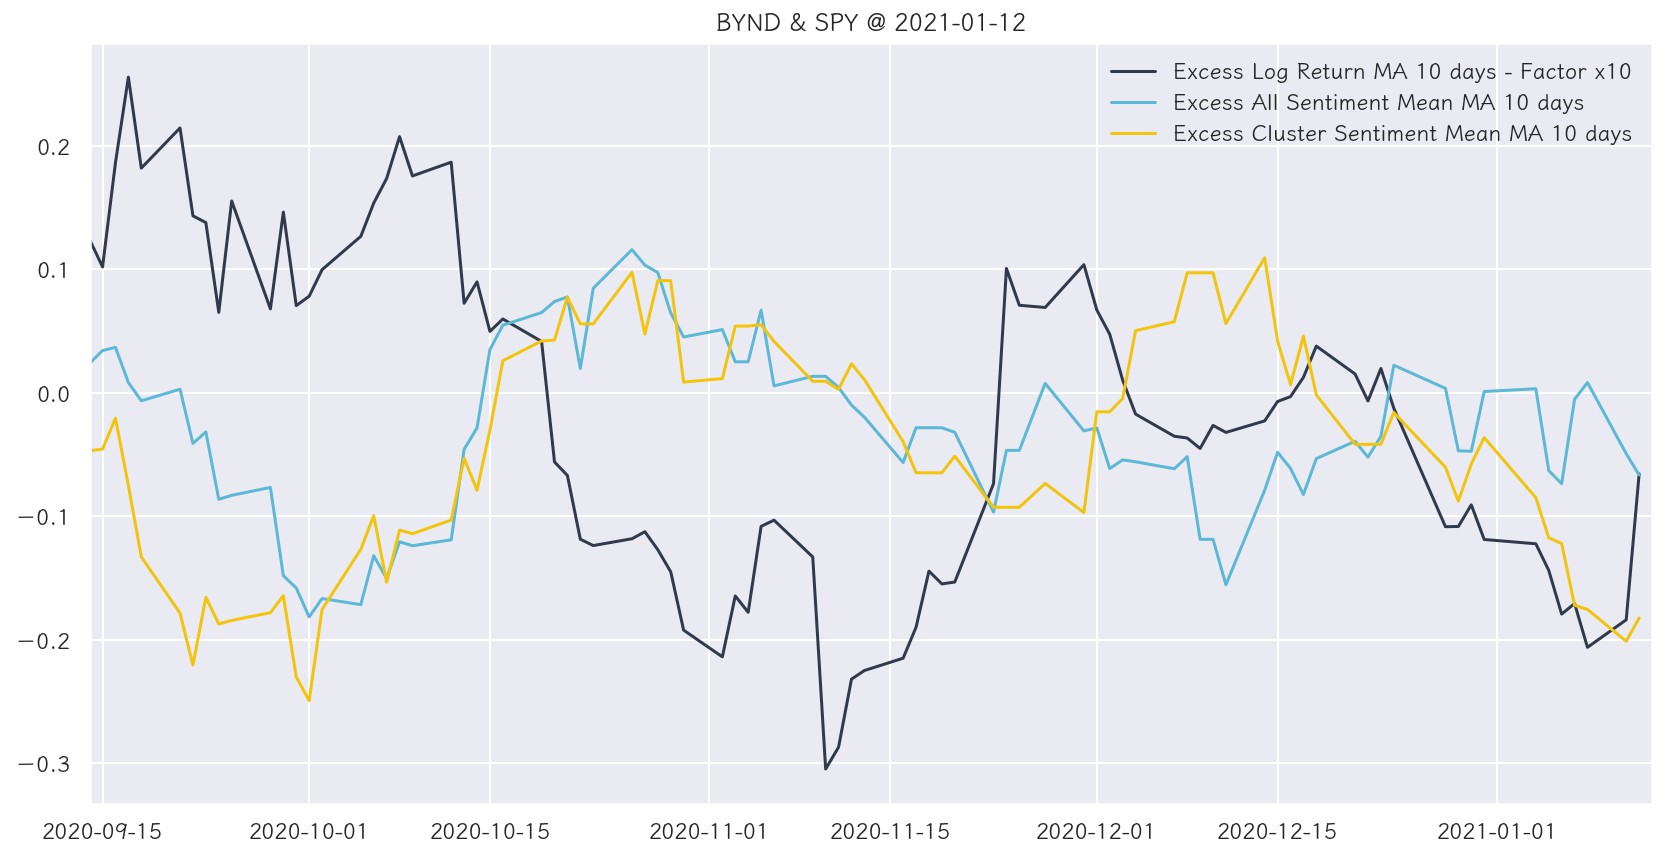 BYND & SPY @ 2021-01-12
Excess Log Return MA 10 days - Factor x10
Excess All Sentiment Mean MA 10 days
Excess Cluster Sentiment Mean MA 10 days
0.2
0.1
0.0
−0.1
−0.2
−0.3
2020-09-15 2020-10-01 2020-10-15 2020-11-01 2020-11-15 2020-12-01 2020-12-15 2021-01-01